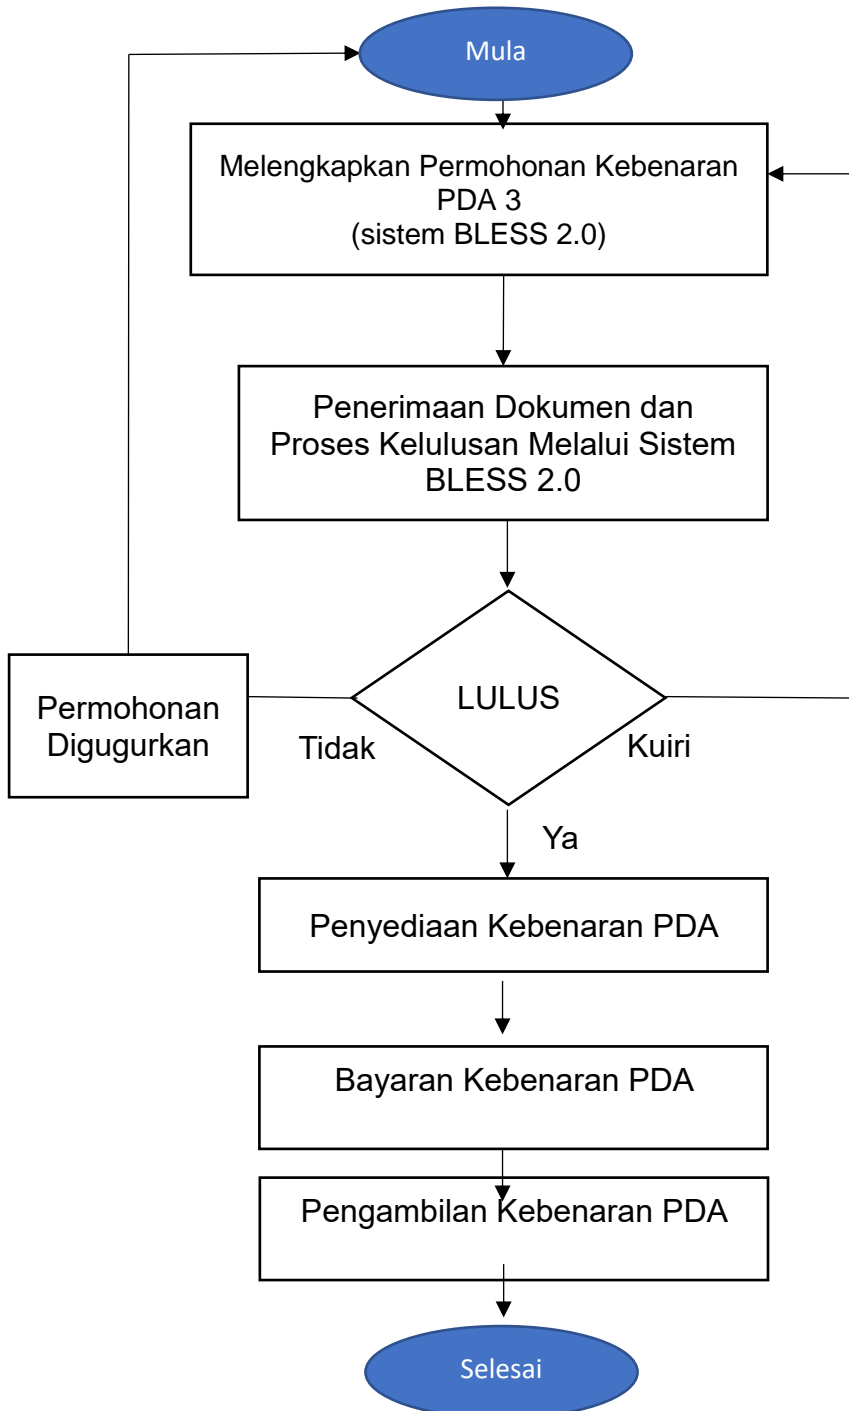 Mula
Melengkapkan Permohonan Kebenaran
PDA 3
(sistem BLESS 2.0)
Penerimaan Dokumen dan
Proses Kelulusan Melalui Sistem
BLESS 2.0
LULUS
Permohonan
Digugurkan
Tidak
Kuiri
Ya
Penyediaan Kebenaran PDA
Bayaran Kebenaran PDA
Pengambilan Kebenaran PDA
Selesai